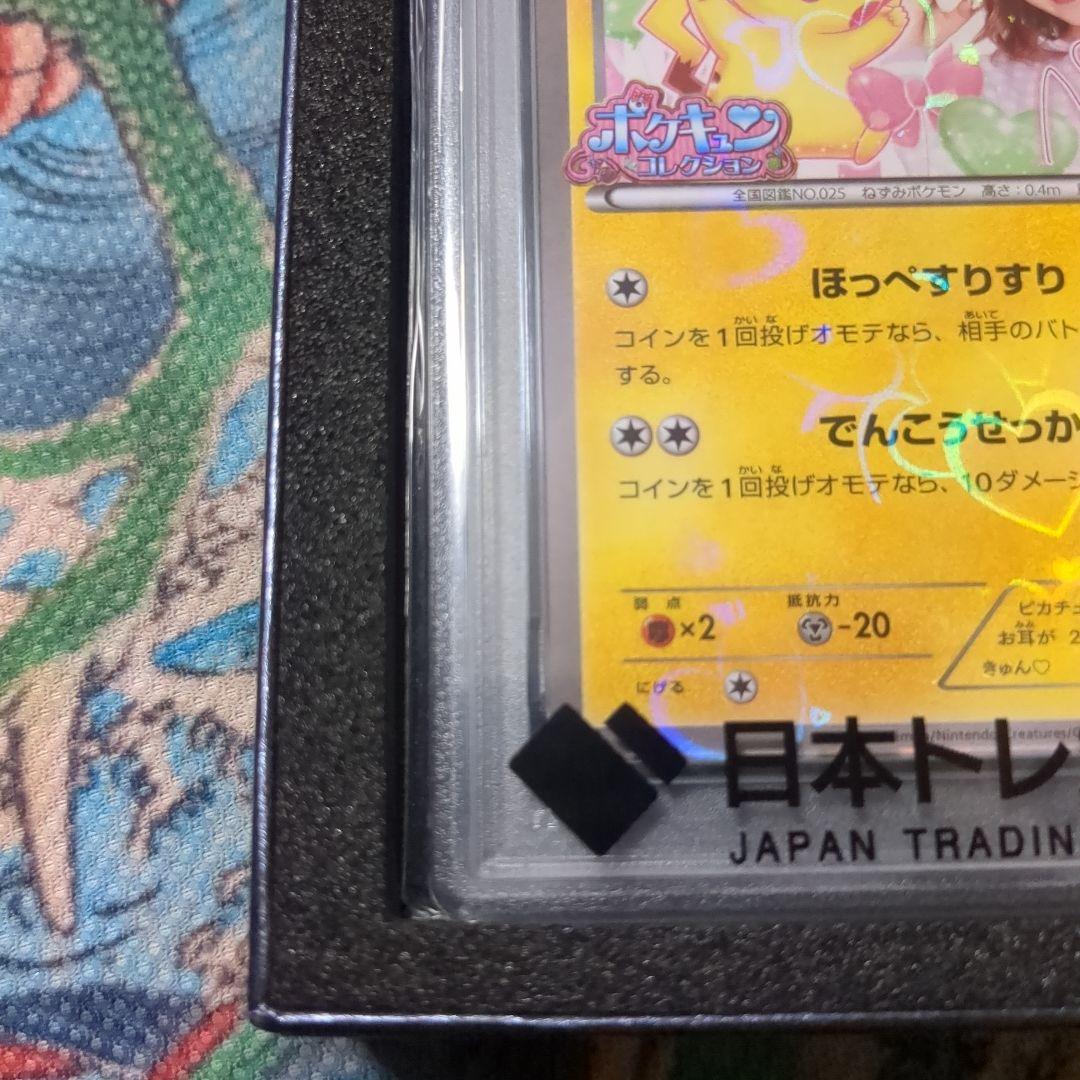 ポケキュン
コレクション
全国図鑑NO.025 ねずみポケモン 高さ：0.4m
ほっぺすりすり
コインを1回投げオモテなら、相手のバト
する。
でんこうせっか
コインを1回投げオモテなら、10ダメージ
弱点
抵抗力
×2
-20
ピカチュ
お耳が
きゅん♡
にげる
/Nintendo/Creatures/G
日本トレ
JAPAN TRADIN